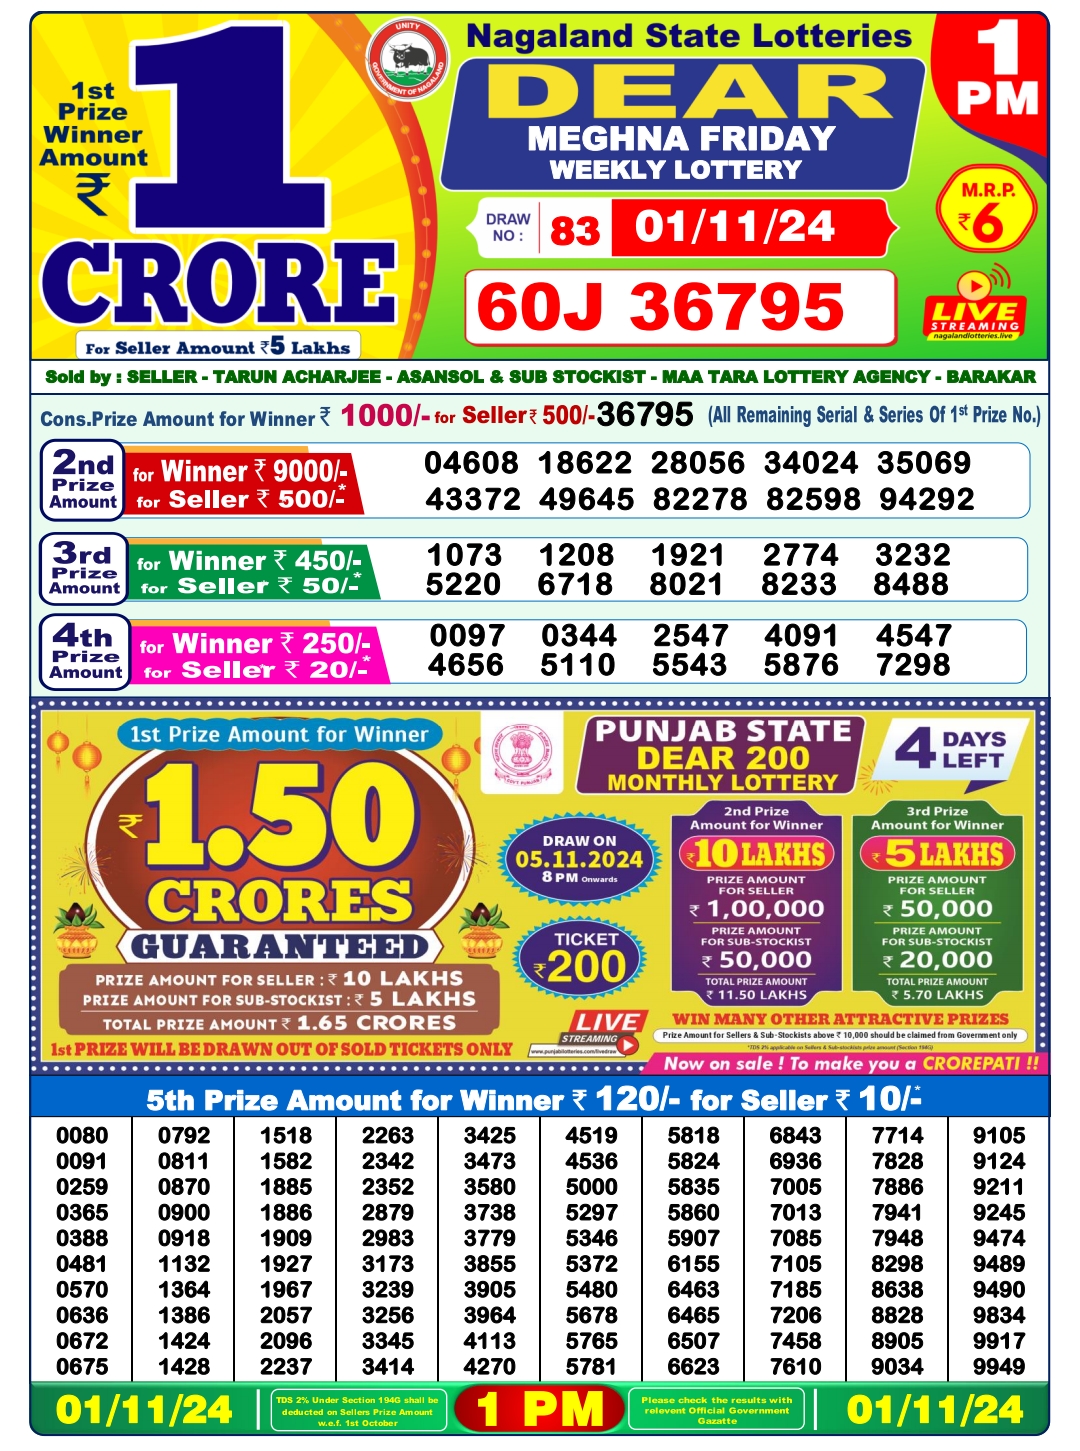 1st
Prize
Winner
Amount
₹
1
CRORE
For Seller Amount ₹5 Lakhs
UNITY
GOVERNMENT OF NAGALAND
Nagaland State Lotteries
DEAR
MEGHNA FRIDAY
WEEKLY LOTTERY
1
PM
DRAW
NO :
83
01/11/24
M.R.P.
₹6
60J 36795
LIVE
STREAMING
nagalandlotteries.live
Sold by : SELLER - TARUN ACHARJEE - ASANSOL & SUB STOCKIST - MAA TARA LOTTERY AGENCY - BARAKAR
Cons.Prize Amount for Winner ₹ 1000/- for Seller ₹ 500/- 36795 (All Remaining Serial & Series Of 1st Prize No.)
2nd
Prize
Amount
for Winner ₹ 9000/-
for Seller ₹ 500/-*
04608 18622 28056 34024 35069
43372 49645 82278 82598 94292
3rd
Prize
Amount
for Winner ₹ 450/-
for Seller ₹ 50/-*
1073 1208 1921 2774 3232
5220 6718 8021 8233 8488
4th
Prize
Amount
for Winner ₹ 250/-
for Seller ₹ 20/-*
0097 0344 2547 4091 4547
4656 5110 5543 5876 7298
1st Prize Amount for Winner
₹1.50
CRORES
GUARANTEED
PRIZE AMOUNT FOR SELLER : ₹ 10 LAKHS
PRIZE AMOUNT FOR SUB-STOCKIST : ₹ 5 LAKHS
TOTAL PRIZE AMOUNT ₹ 1.65 CRORES
1st PRIZE WILL BE DRAWN OUT OF SOLD TICKETS ONLY
PUNJAB STATE
DEAR 200
MONTHLY LOTTERY
4 DAYS
LEFT
DRAW ON
05.11.2024
8 PM Onwards
TICKET
₹200
LIVE
STREAMING
www.punjablotteries.com/livedraw
2nd Prize
Amount for Winner
₹10 LAKHS
PRIZE AMOUNT
FOR SELLER
₹ 1,00,000
PRIZE AMOUNT
FOR SUB-STOCKIST
₹ 50,000
TOTAL PRIZE AMOUNT
₹ 11.50 LAKHS
3rd Prize
Amount for Winner
₹5 LAKHS
PRIZE AMOUNT
FOR SELLER
₹ 50,000
PRIZE AMOUNT
FOR SUB-STOCKIST
₹ 20,000
TOTAL PRIZE AMOUNT
₹ 5.70 LAKHS
WIN MANY OTHER ATTRACTIVE PRIZES
Prize Amount for Sellers & Sub-Stockists above ₹ 10,000 should be claimed from Government only
*TDS 2% applicable on Sellers & Sub-stockists prize amount (Section 194G)
Now on sale ! To make you a CROREPATI !!
5th Prize Amount for Winner ₹ 120/- for Seller ₹ 10/-*
0080 0792 1518 2263 3425 4519 5818 6843 7714 9105
0091 0811 1582 2342 3473 4536 5824 6936 7828 9124
0259 0870 1885 2352 3580 5000 5835 7005 7886 9211
0365 0900 1886 2879 3738 5297 5860 7013 7941 9245
0388 0918 1909 2983 3779 5346 5907 7085 7948 9474
0481 1132 1927 3173 3855 5372 6155 7105 8298 9489
0570 1364 1967 3239 3905 5480 6463 7185 8638 9490
0636 1386 2057 3256 3964 5678 6465 7206 8828 9834
0672 1424 2096 3345 4113 5765 6507 7458 8905 9917
0675 1428 2237 3414 4270 5781 6623 7610 9034 9949
01/11/24
TDS 2% Under Section 194G shall be
deducted on Sellers Prize Amount
w.e.f. 1st October
1 PM
Please check the results with
relevent Official Government
Gazatte
01/11/24